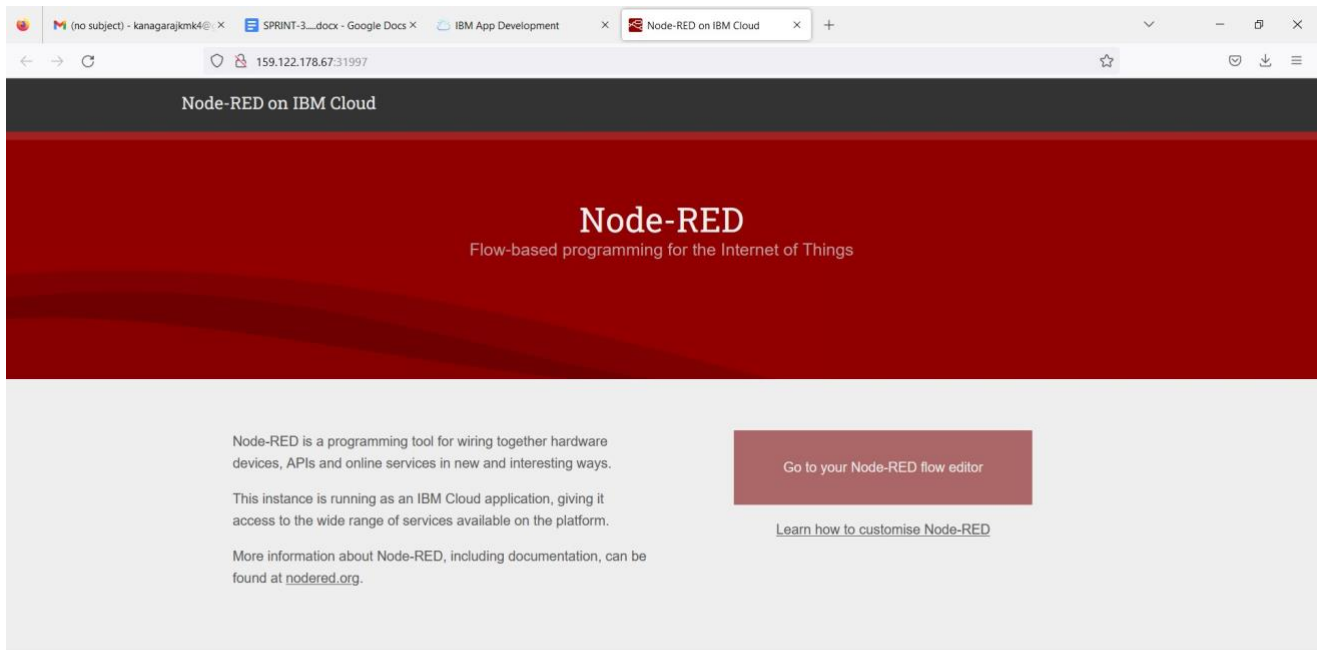 (no subject) - kanagarajkmk4@
SPRINT-3__.docx - Google Docs
IBM App Development
Node-RED on IBM Cloud
159.122.178.67:31997
Node-RED on IBM Cloud
Node-RED
Flow-based programming for the Internet of Things
Node-RED is a programming tool for wiring together hardware
devices, APIs and online services in new and interesting ways.
This instance is running as an IBM Cloud application, giving it
access to the wide range of services available on the platform.
More information about Node-RED, including documentation, can be
found at nodered.org.
Go to your Node-RED flow editor
Learn how to customise Node-RED